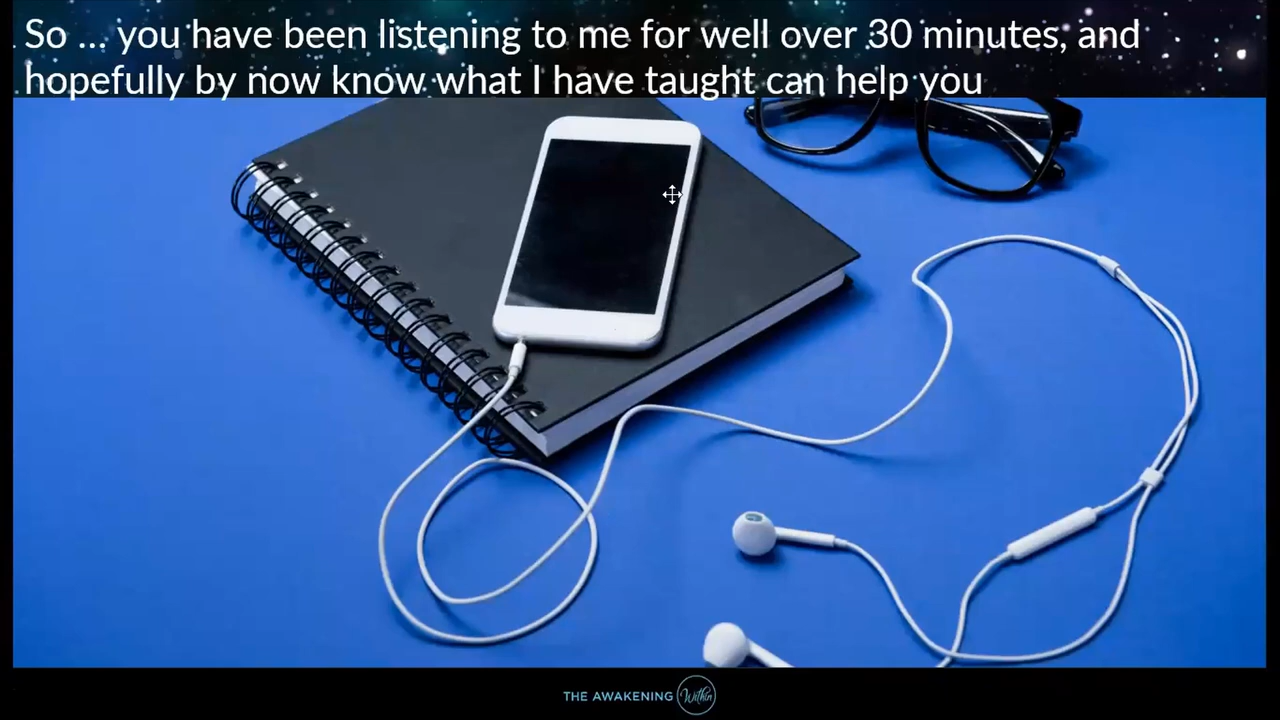 So ... you have been listening to me for well over 30 minutes, and
hopefully by now know what I have taught can help you
THE AWAKENING Within